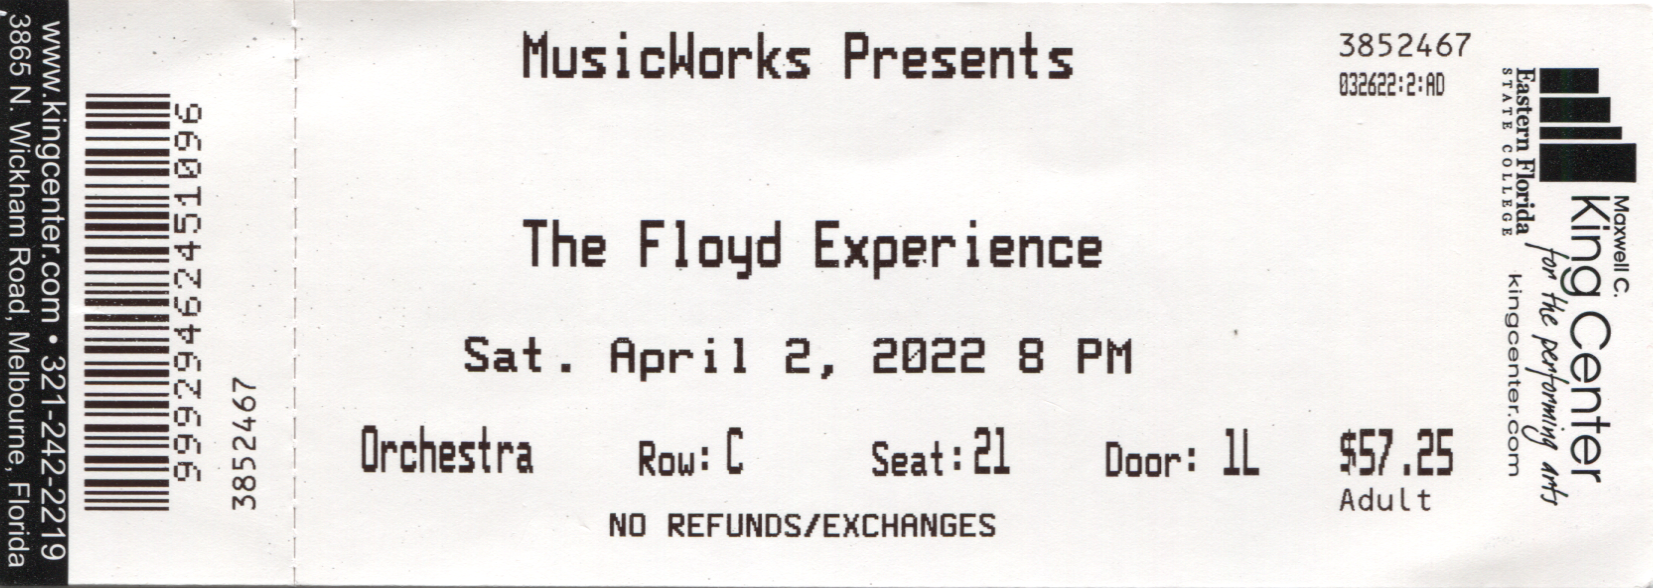 www.kingcenter.com • 321-242-2219
3865 N. Wickham Road, Melbourne, Florida
99929462451096
3852467
MusicWorks Presents
The Floyd Experience
Sat. April 2, 2022 8 PM
Orchestra Row: C Seat: 21 Door: 1L $57.25
Adult
NO REFUNDS/EXCHANGES
3852467
032622:2:AD
Maxwell C.
King Center
for the performing arts
Eastern Florida
STATE COLLEGE
kingcenter.com